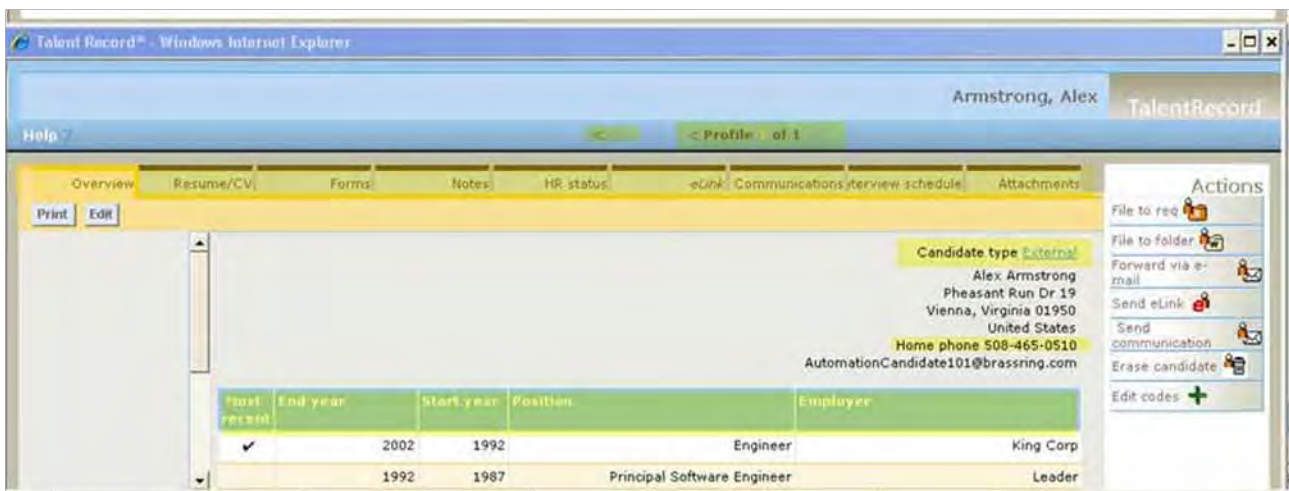 Talent Record® - Windows Internet Explorer
Armstrong, Alex
TalentRecord
Help ?
< < Profile of 1
Overview Resume/CV Forms Notes HR status eLink Communications terview schedule Attachments
Print Edit
Candidate type External
Alex Armstrong
Pheasant Run Dr 19
Vienna, Virginia 01950
United States
Home phone 508-465-0510
AutomationCandidate101@brassring.com
Most recent End year Start year Position Employer
✔ 2002 1992 Engineer King Corp
1992 1987 Principal Software Engineer Leader
Actions
File to req
File to folder
Forward via e-
mail
Send eLink
Send
communication
Erase candidate
Edit codes